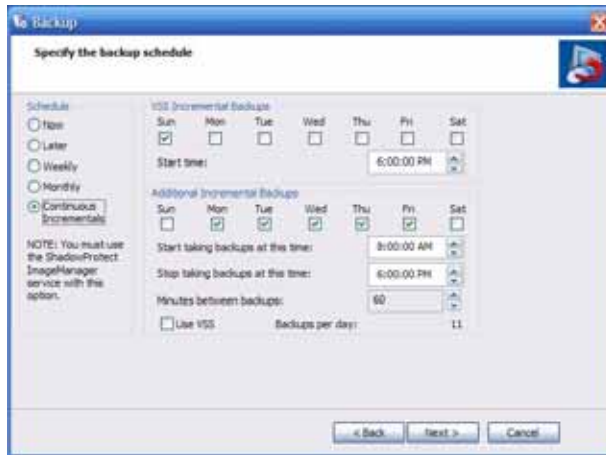 Backup
Specify the backup schedule
Schedule
Now
Later
Weekly
Monthly
Continuous
Incrementals
NOTE: You must use
the ShadowProtect
ImageManager
service with this
option.
VSS Incremental Backups
Sun Mon Tue Wed Thu Fri Sat
Start time: 6:00:00 PM
Additional Incremental Backups
Sun Mon Tue Wed Thu Fri Sat
Start taking backups at this time: 8:00:00 AM
Stop taking backups at this time: 6:00:00 PM
Minutes between backups: 60
Use VSS Backups per day: 11
< Back Next > Cancel